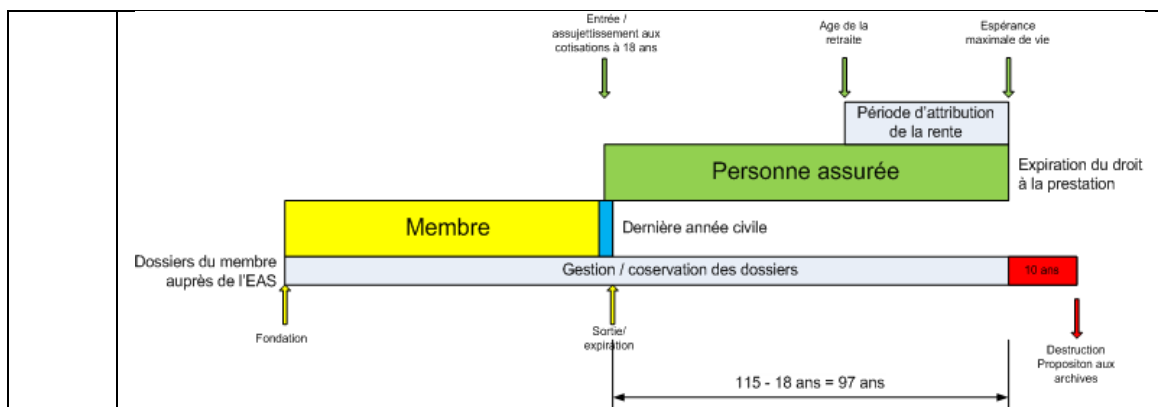 Entrée /
assujettissement aux
cotisations à 18 ans
Age de la
retraite
Espérance
maximale de vie
Période d'attribution
de la rente
Personne assurée
Expiration du droit
à la prestation
Membre
Dernière année civile
Dossiers du membre
auprès de l'EAS
Gestion / coservation des dossiers
10 ans
Fondation
Sortie/
expiration
Destruction
Propositon aux
archives
115 - 18 ans = 97 ans